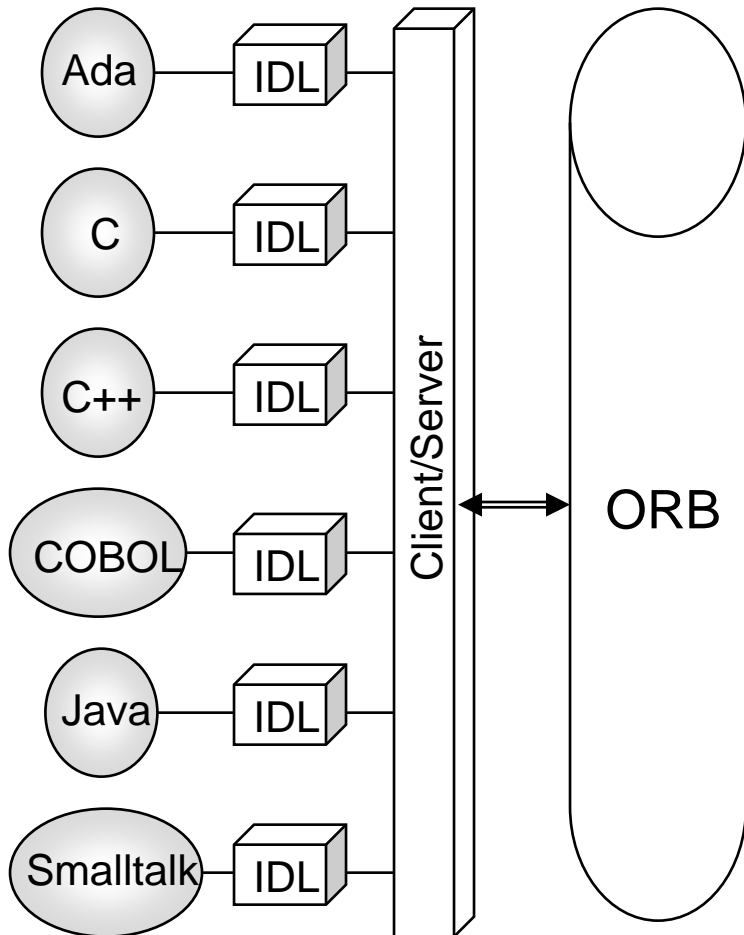 Ada
IDL
C
IDL
C++
IDL
Client/Server
ORB
COBOL
IDL
Java
IDL
Smalltalk
IDL